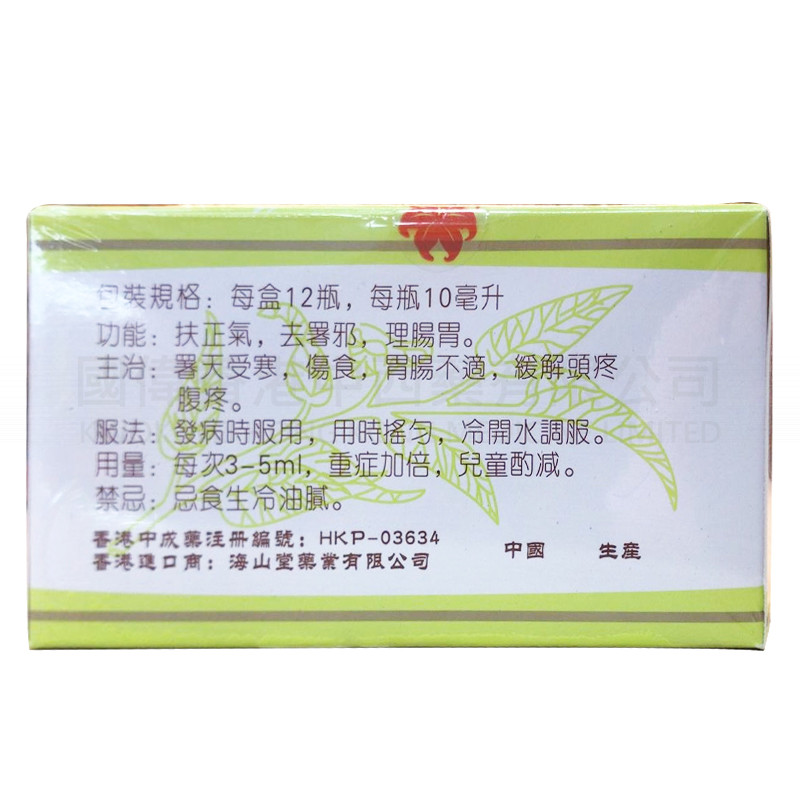 包裝規格：每盒12瓶，每瓶10毫升
功能：扶正氣，去署邪，理腸胃。
主治：署天受寒，傷食，胃腸不適，緩解頭疼
腹疼。
服法：發病時服用，用時搖勻，冷開水調服。
用量：每次3-5ml，重症加倍，兒童酌減。
禁忌：忌食生冷油膩。
香港中成藥注册編號：HKP-03634
香港進口商：海山堂藥業有限公司
中國 生産